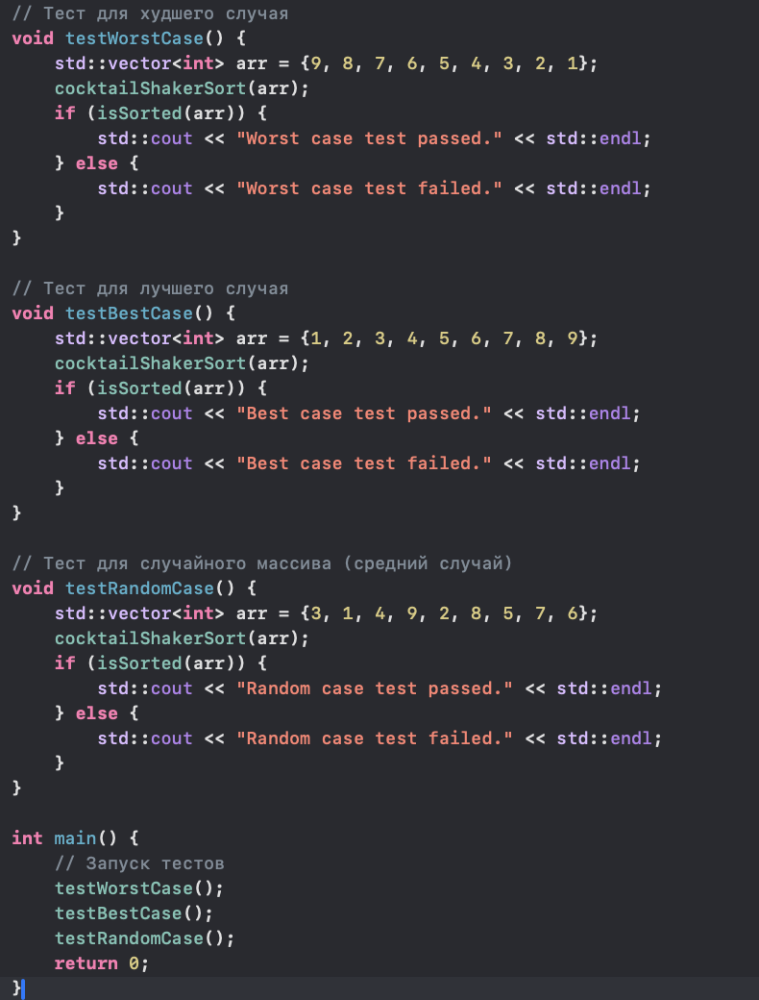 // Тест для худшего случая
void testWorstCase() {
    std::vector<int> arr = {9, 8, 7, 6, 5, 4, 3, 2, 1};
    cocktailShakerSort(arr);
    if (isSorted(arr)) {
        std::cout << "Worst case test passed." << std::endl;
    } else {
        std::cout << "Worst case test failed." << std::endl;
    }
}

// Тест для лучшего случая
void testBestCase() {
    std::vector<int> arr = {1, 2, 3, 4, 5, 6, 7, 8, 9};
    cocktailShakerSort(arr);
    if (isSorted(arr)) {
        std::cout << "Best case test passed." << std::endl;
    } else {
        std::cout << "Best case test failed." << std::endl;
    }
}

// Тест для случайного массива (средний случай)
void testRandomCase() {
    std::vector<int> arr = {3, 1, 4, 9, 2, 8, 5, 7, 6};
    cocktailShakerSort(arr);
    if (isSorted(arr)) {
        std::cout << "Random case test passed." << std::endl;
    } else {
        std::cout << "Random case test failed." << std::endl;
    }
}

int main() {
    // Запуск тестов
    testWorstCase();
    testBestCase();
    testRandomCase();
    return 0;
}